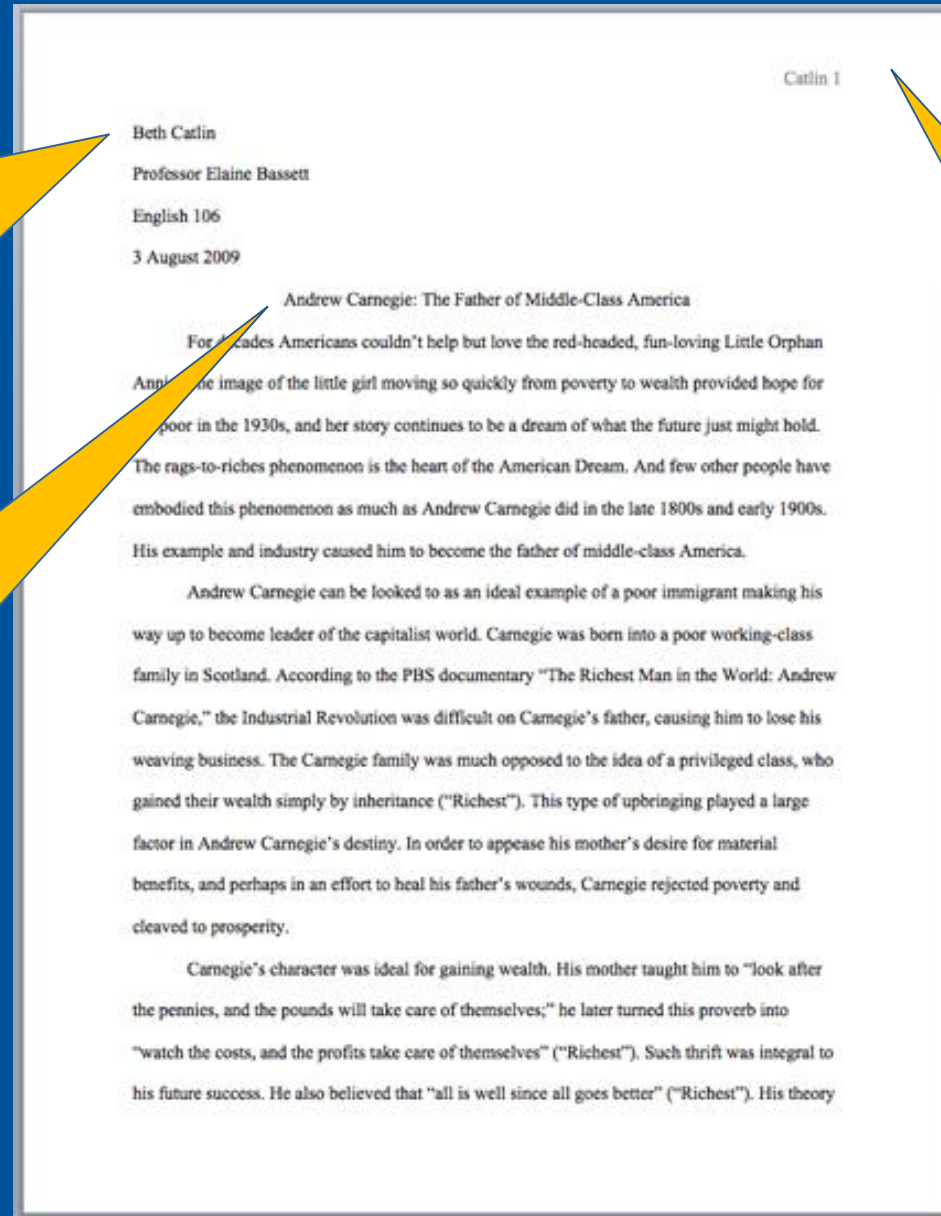 Catlin 1
Beth Catlin
Professor Elaine Bassett
English 106
3 August 2009
Andrew Carnegie: The Father of Middle-Class America
For decades Americans couldn't help but love the red-headed, fun-loving Little Orphan
image of the little girl moving so quickly from poverty to wealth provided hope for
poor in the 1930s, and her story continues to be a dream of what the future just might hold.
The rags-to-riches phenomenon is the heart of the American Dream. And few other people have
embodied this phenomenon as much as Andrew Carnegie did in the late 1800s and early 1900s.
His example and industry caused him to become the father of middle-class America.
Andrew Carnegie can be looked to as an ideal example of a poor immigrant making his
way up to become leader of the capitalist world. Carnegie was born into a poor working-class
family in Scotland. According to the PBS documentary "The Richest Man in the World: Andrew
Carnegie," the Industrial Revolution was difficult on Carnegie's father, causing him to lose his
weaving business. The Carnegie family was much opposed to the idea of a privileged class, who
gained their wealth simply by inheritance ("Richest"). This type of upbringing played a large
factor in Andrew Carnegie's destiny. In order to appease his mother's desire for material
benefits, and perhaps in an effort to heal his father's wounds, Carnegie rejected poverty and
cleaved to prosperity.
Carnegie's character was ideal for gaining wealth. His mother taught him to "look after
the pennies, and the pounds will take care of themselves;" he later turned this proverb into
"watch the costs, and the profits take care of themselves" ("Richest"). Such thrift was integral to
his future success. He also believed that "all is well since all goes better" ("Richest"). His theory